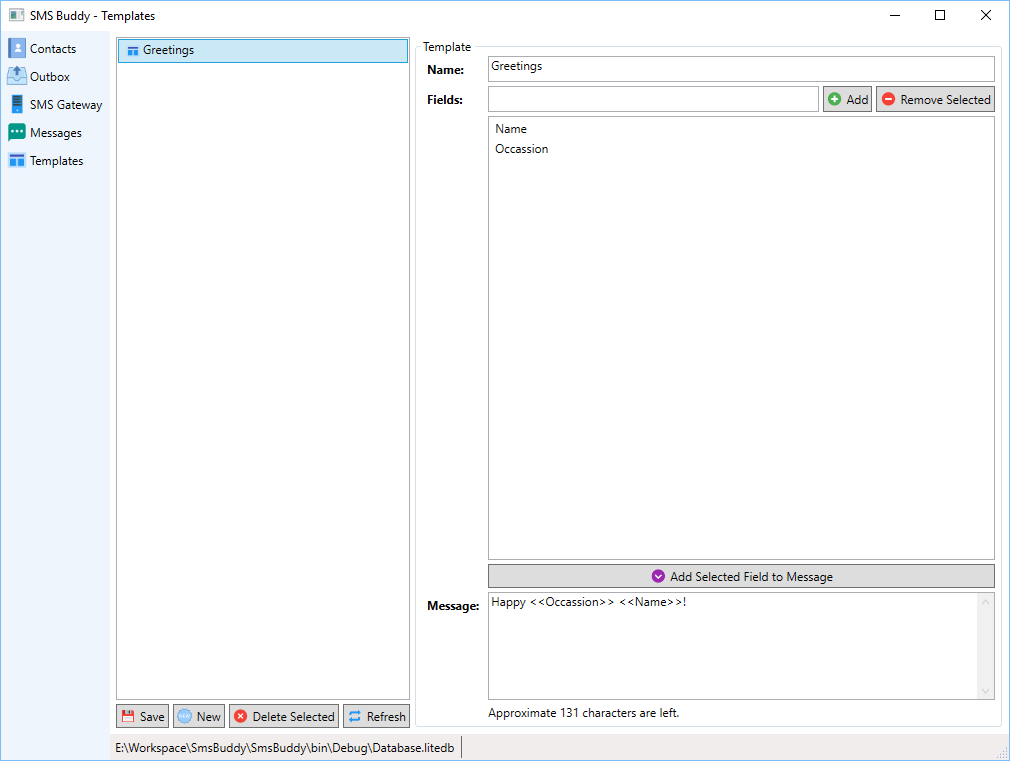 SMS Buddy - Templates
Contacts
Outbox
SMS Gateway
Messages
Templates
Greetings
Template
Name:
Greetings
Fields:
Add
Remove Selected
Name
Occassion
Add Selected Field to Message
Message:
Happy <<Occassion>> <<Name>>!
Approximate 131 characters are left.
Save
New
Delete Selected
Refresh
E:\Workspace\SmsBuddy\SmsBuddy\bin\Debug\Database.litedb